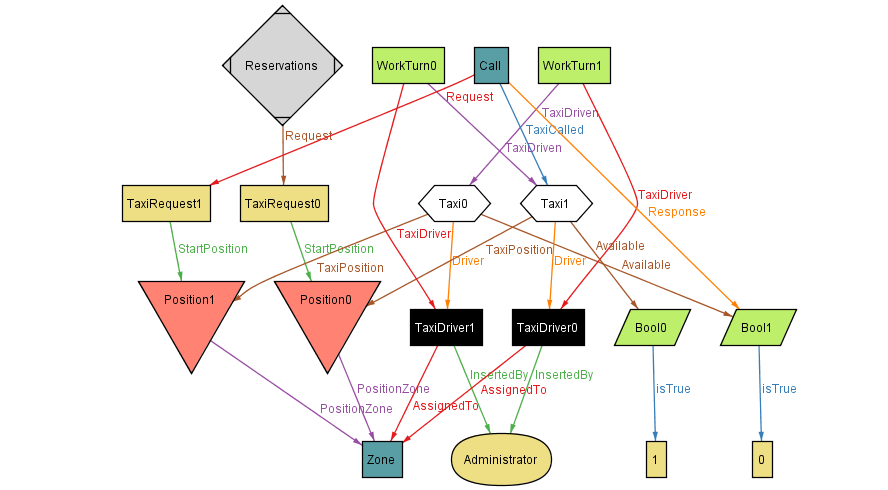 Reservations
WorkTurn0
Call
WorkTurn1
Request
TaxiDriven
TaxiCalled
Request
TaxiDriven
TaxiRequest1
TaxiRequest0
Taxi0
Taxi1
TaxiDriver
Response
TaxiDriver
StartPosition
StartPosition
TaxiPosition
Available
Driver
Driver
Available
TaxiPosition
Position1
Position0
TaxiDriver1
TaxiDriver0
Bool0
Bool1
InsertedBy
InsertedBy
PositionZone
AssignedTo
isTrue
isTrue
PositionZone
AssignedTo
Zone
Administrator
1
0